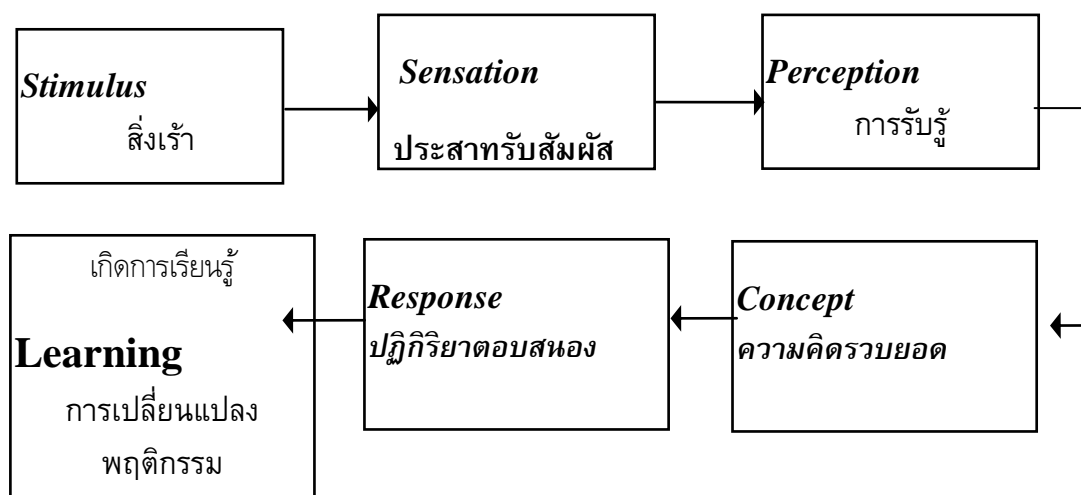 Stimulus
สิ่งเร้า
Sensation
ประสาทรับสัมผัส
Perception
การรับรู้
Concept
ความคิดรวบยอด
Response
ปฏิกิริยาตอบสนอง
เกิดการเรียนรู้
Learning
การเปลี่ยนแปลง
พฤติกรรม